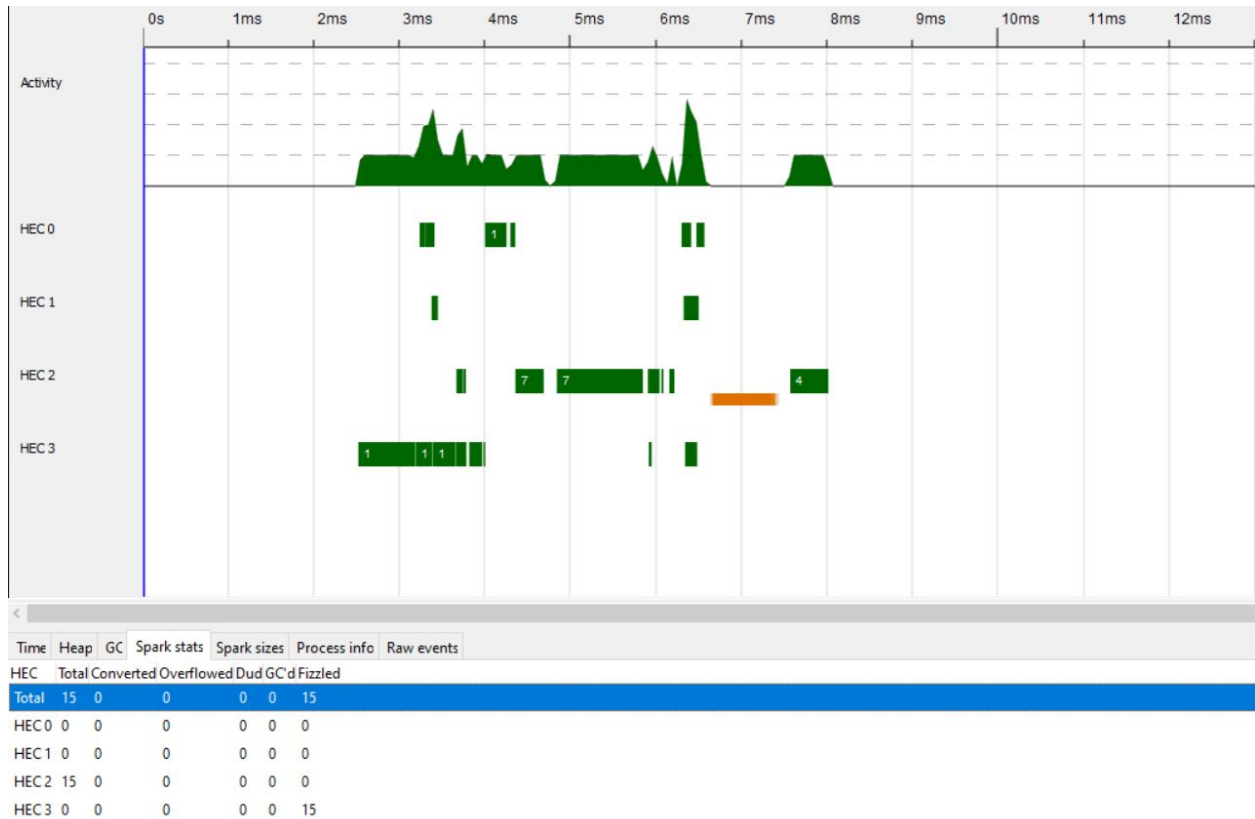 0s 1ms 2ms 3ms 4ms 5ms 6ms 7ms 8ms 9ms 10ms 11ms 12ms
Activity
HEC 0
1
HEC 1
HEC 2
7 7 4
HEC 3
1 1 1
Time Heap GC Spark stats Spark sizes Process info Raw events
HEC Total Converted Overflowed Dud GC'd Fizzled
Total 15 0 0 0 0 15
HEC 0 0 0 0 0 0 0
HEC 1 0 0 0 0 0 0
HEC 2 15 0 0 0 0 0
HEC 3 0 0 0 0 0 15